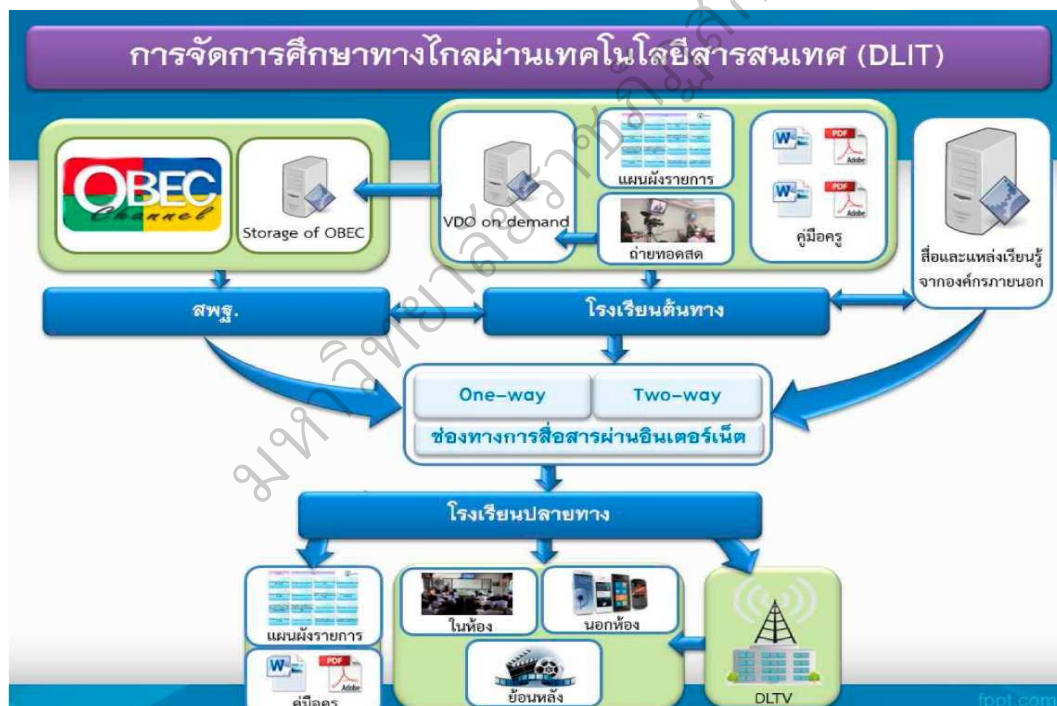 การจัดการศึกษาทางไกลผ่านเทคโนโลยีสารสนเทศ (DLIT)
OBEC
Channel
Storage of OBEC
VDO on demand
แผนผังรายการ
ถ่ายทอดสด
W
PDF
Adobe
W
PDF
Adobe
คู่มือครู
สื่อและแหล่งเรียนรู้
จากองค์กรภายนอก
สพฐ.
โรงเรียนต้นทาง
One-way
Two-way
ช่องทางการสื่อสารผ่านอินเตอร์เน็ต
โรงเรียนปลายทาง
แผนผังรายการ
W
PDF
Adobe
คู่มือครู
ในห้อง
นอกห้อง
ย้อนหลัง
DLTV
fppt.com